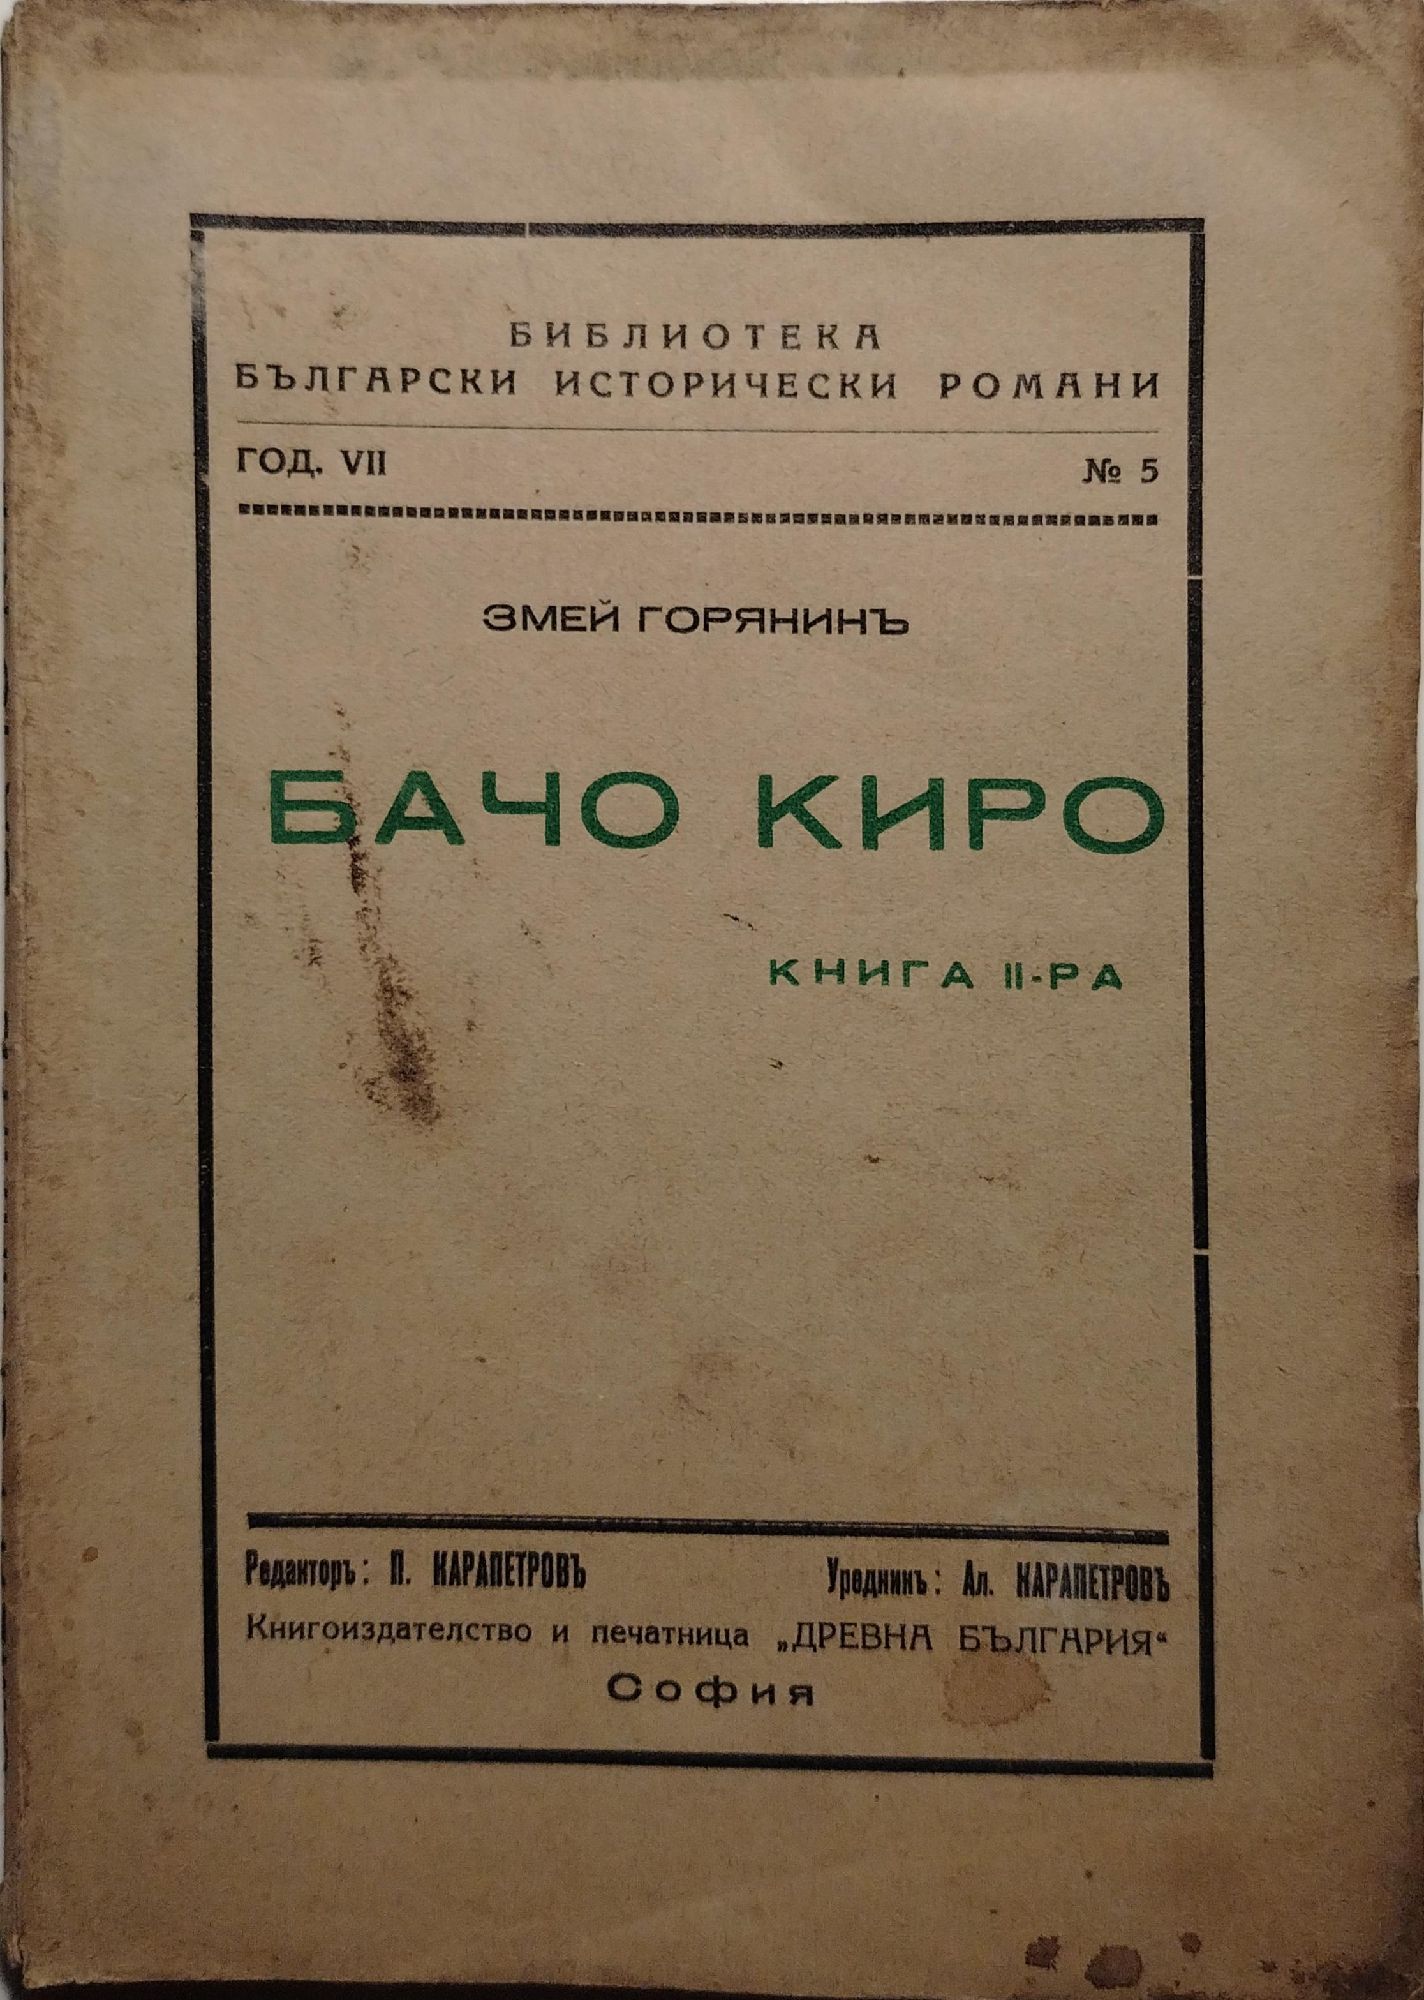 БИБЛИОТЕКА
БЪЛГАРСКИ ИСТОРИЧЕСКИ РОМАНИ
ГОД. VII № 5
ЗМЕЙ ГОРЯНИНЪ
БАЧО КИРО
КНИГА II-РА
Редакторъ: П. КАРАПЕТРОВЪ Уредникъ: Ал. КАРАПЕТРОВЪ
Книгоиздателство и печатница „ДРЕВНА БЪЛГАРИЯ“
София